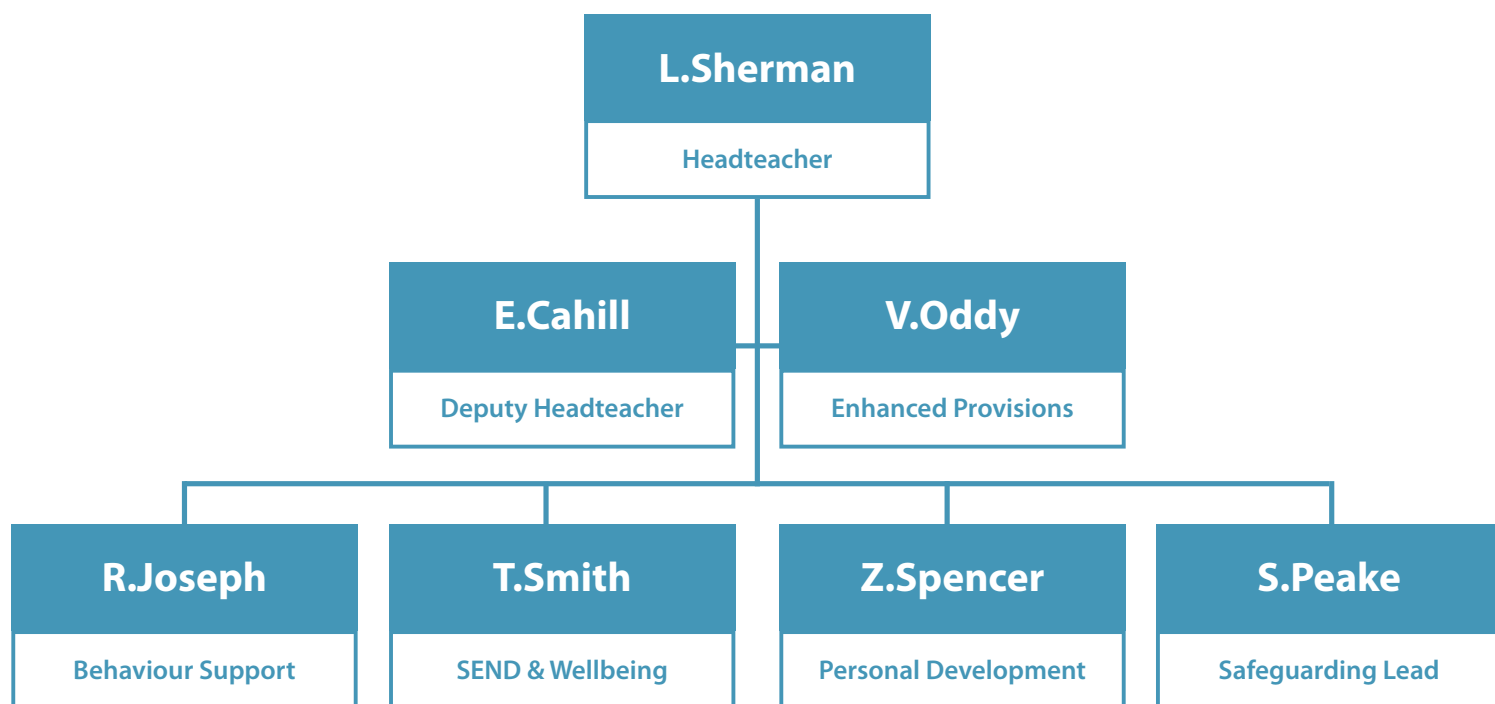 L.Sherman
Headteacher
E.Cahill
Deputy Headteacher
V.Oddy
Enhanced Provisions
R.Joseph
Behaviour Support
T.Smith
SEND & Wellbeing
Z.Spencer
Personal Development
S.Peake
Safeguarding Lead